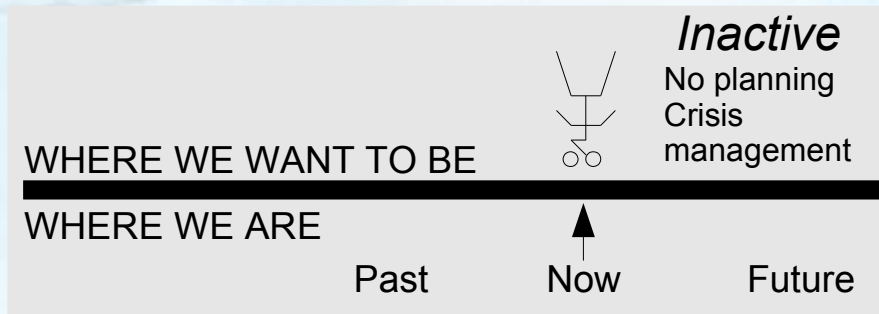 Inactive
No planning
Crisis
management
WHERE WE WANT TO BE
WHERE WE ARE
Past Now Future